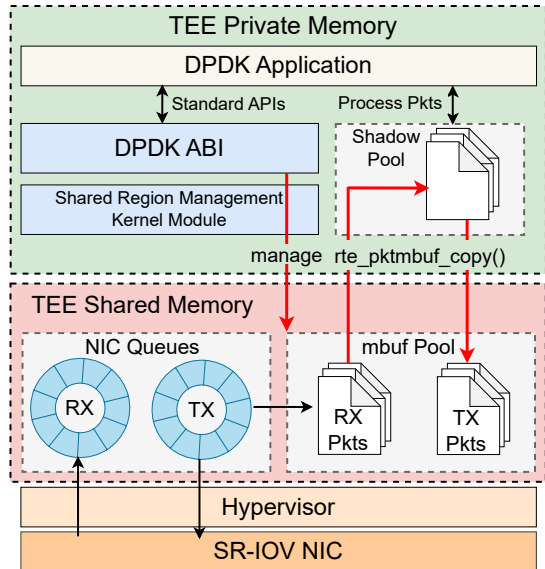 TEE Private Memory
DPDK Application
Standard APIs
Process Pkts
DPDK ABI
Shadow
Pool
Shared Region Management
Kernel Module
manage
rte_pktmbuf_copy()
TEE Shared Memory
NIC Queues
mbuf Pool
RX
TX
RX
Pkts
TX
Pkts
Hypervisor
SR-IOV NIC